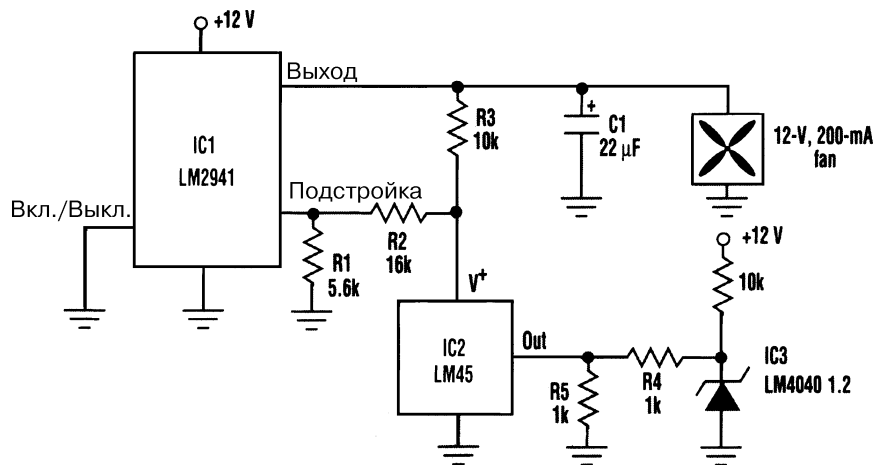 +12 V
Выход
IC1
LM2941
R3
10k
+
C1
22 µF
12-V, 200-mA
fan
Вкл./Выкл.
Подстройка
R1
5.6k
R2
16k
V+
+12 V
10k
IC2
LM45
Out
R5
1k
R4
1k
IC3
LM4040 1.2